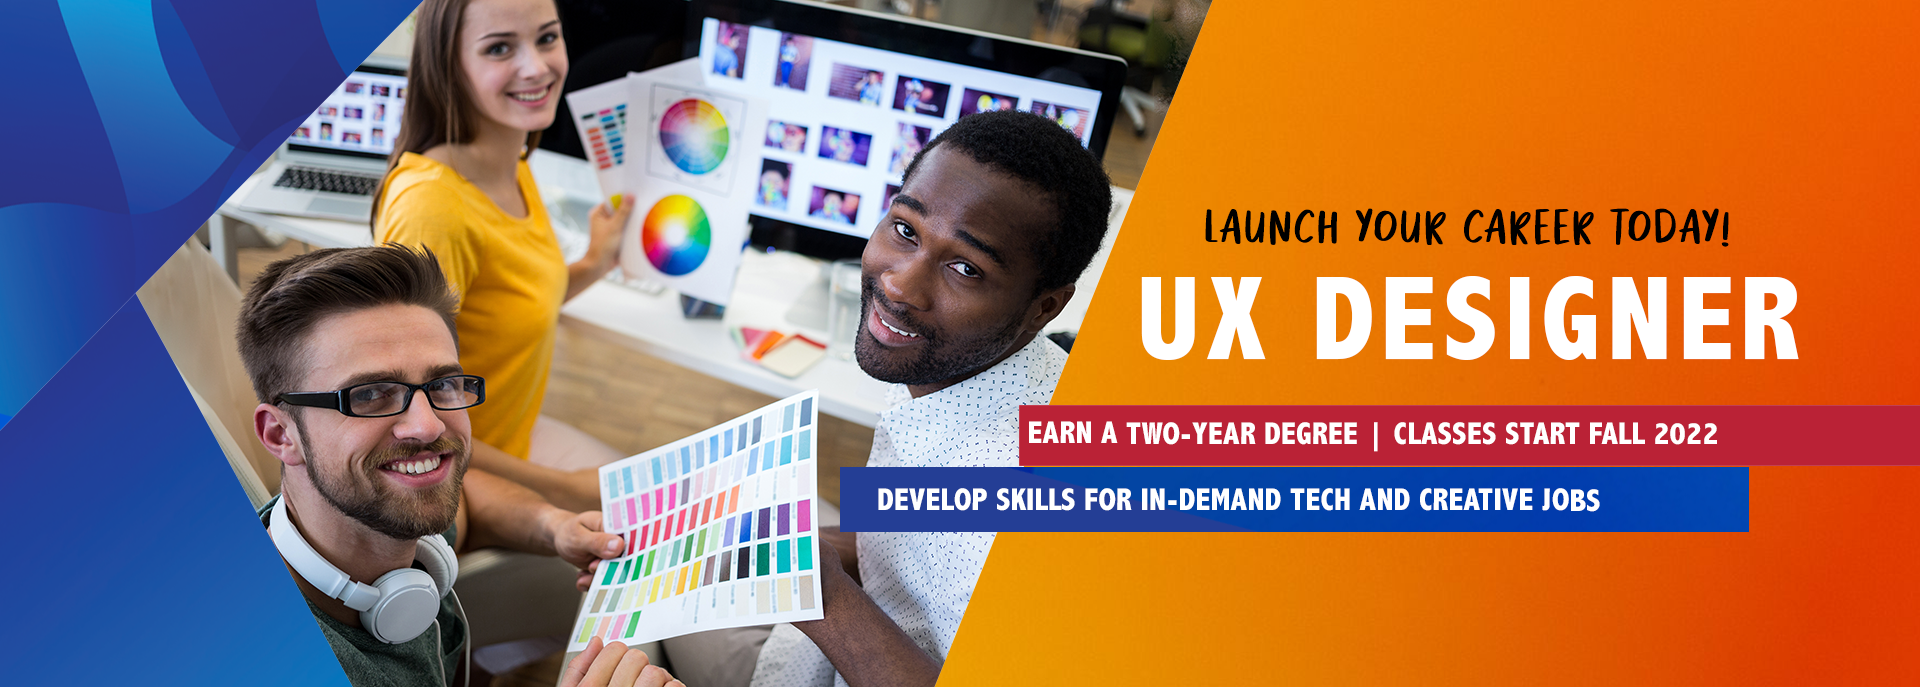 LAUNCH YOUR CAREER TODAY!
UX DESIGNER
EARN A TWO-YEAR DEGREE | CLASSES START FALL 2022
DEVELOP SKILLS FOR IN-DEMAND TECH AND CREATIVE JOBS